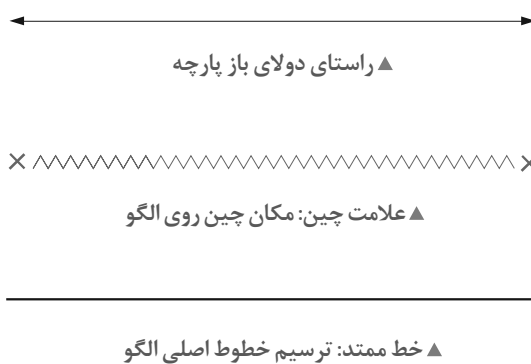 ▲ راستای دولای باز پارچه
▲ علامت چین: مکان چین روی الگو
▲ خط ممتد: ترسیم خطوط اصلی الگو